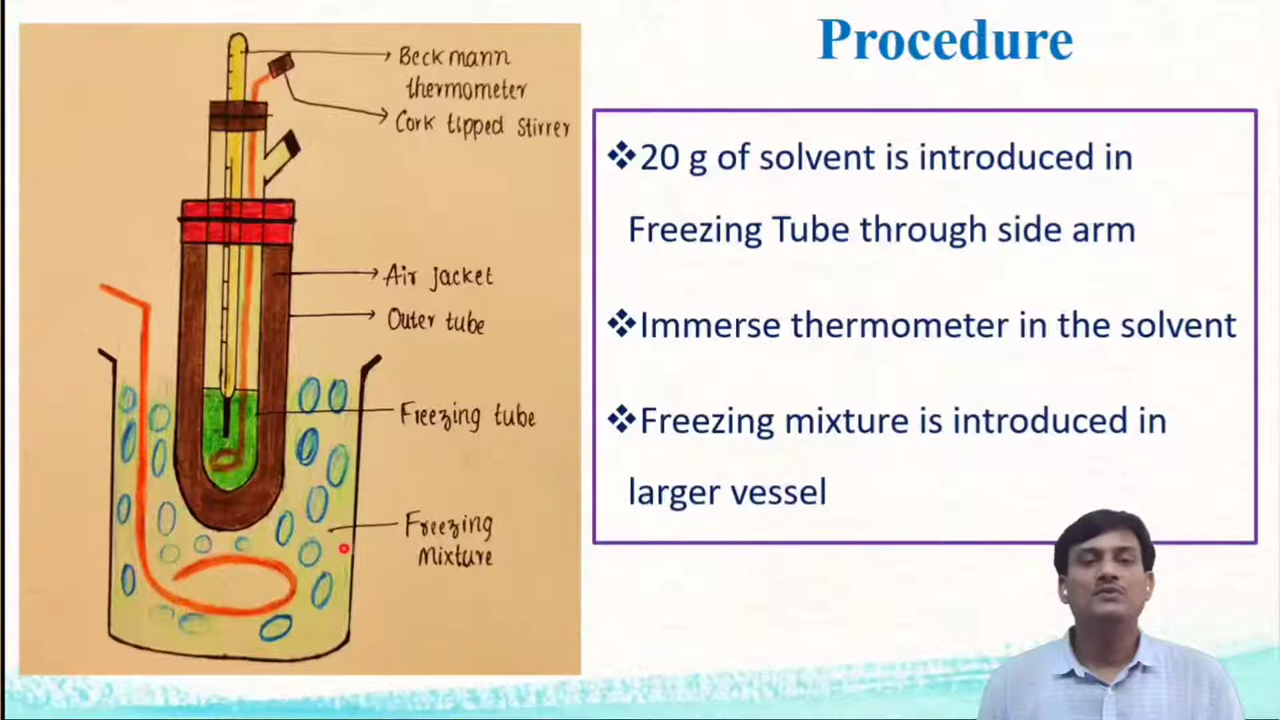 Procedure
Beckmann
thermometer
Cork tipped stirrer
Air jacket
Outer tube
Freezing tube
Freezing
Mixture
❖20 g of solvent is introduced in
Freezing Tube through side arm
❖Immerse thermometer in the solvent
❖Freezing mixture is introduced in
larger vessel